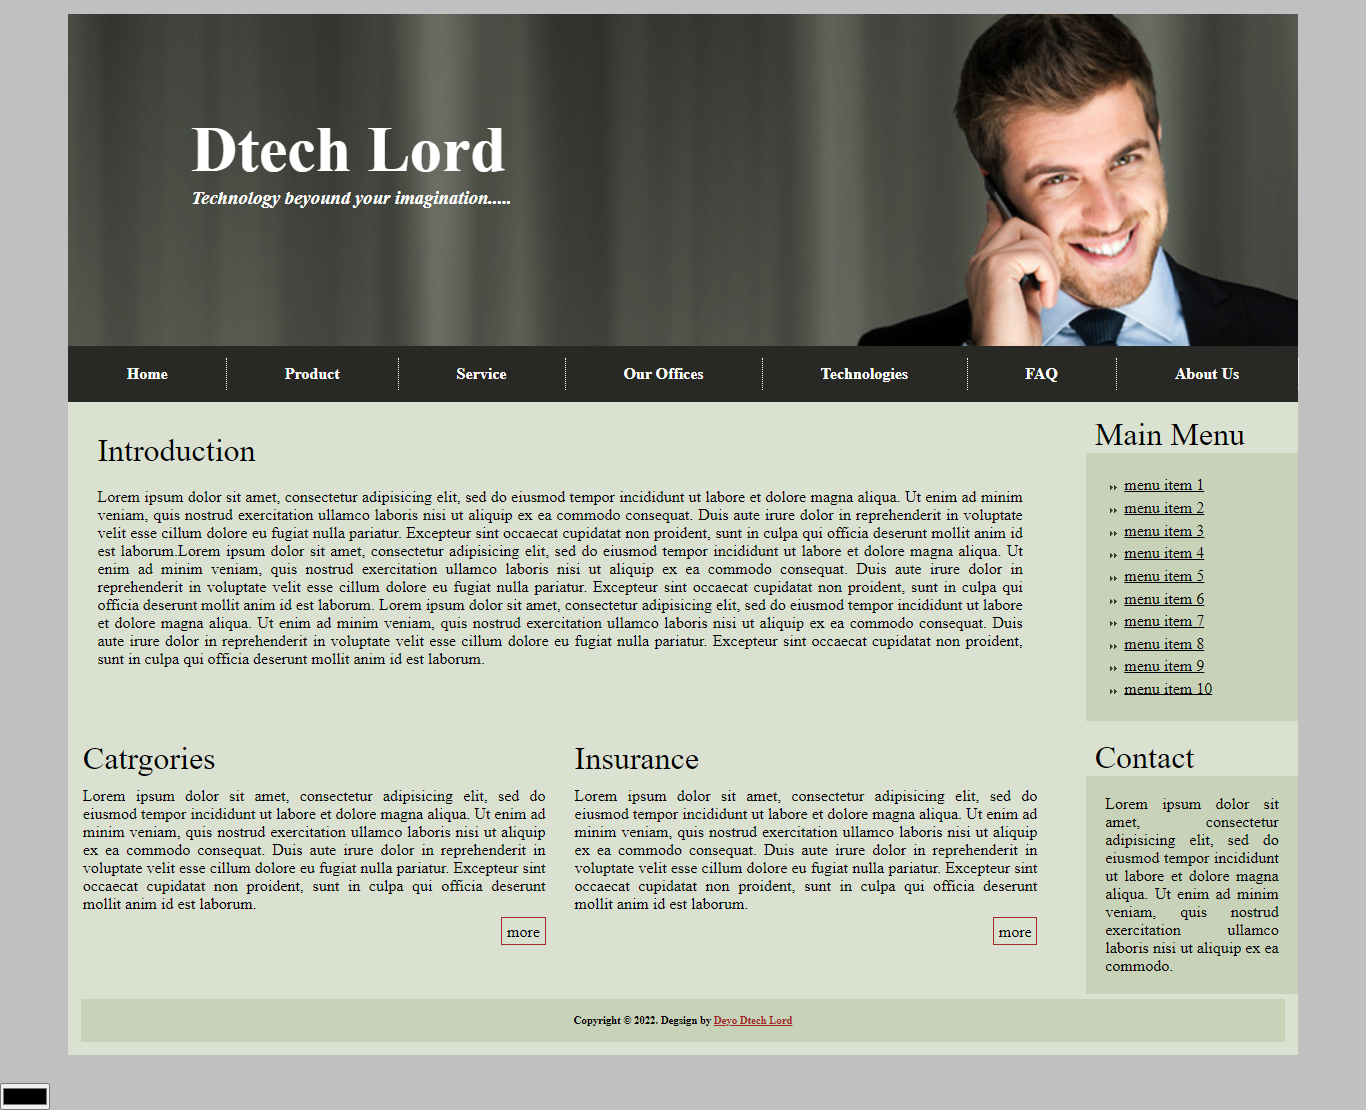 Dtech Lord
Technology beyound your imagination.....
Home
Product
Service
Our Offices
Technologies
FAQ
About Us
Introduction
Lorem ipsum dolor sit amet, consectetur adipisicing elit, sed do eiusmod tempor incididunt ut labore et dolore magna aliqua. Ut enim ad minim
veniam, quis nostrud exercitation ullamco laboris nisi ut aliquip ex ea commodo consequat. Duis aute irure dolor in reprehenderit in voluptate
velit esse cillum dolore eu fugiat nulla pariatur. Excepteur sint occaecat cupidatat non proident, sunt in culpa qui officia deserunt mollit anim id
est laborum.Lorem ipsum dolor sit amet, consectetur adipisicing elit, sed do eiusmod tempor incididunt ut labore et dolore magna aliqua. Ut
enim ad minim veniam, quis nostrud exercitation ullamco laboris nisi ut aliquip ex ea commodo consequat. Duis aute irure dolor in
reprehenderit in voluptate velit esse cillum dolore eu fugiat nulla pariatur. Excepteur sint occaecat cupidatat non proident, sunt in culpa qui
officia deserunt mollit anim id est laborum. Lorem ipsum dolor sit amet, consectetur adipisicing elit, sed do eiusmod tempor incididunt ut labore
et dolore magna aliqua. Ut enim ad minim veniam, quis nostrud exercitation ullamco laboris nisi ut aliquip ex ea commodo consequat. Duis
aute irure dolor in reprehenderit in voluptate velit esse cillum dolore eu fugiat nulla pariatur. Excepteur sint occaecat cupidatat non proident,
sunt in culpa qui officia deserunt mollit anim id est laborum.
Main Menu
menu item 1
menu item 2
menu item 3
menu item 4
menu item 5
menu item 6
menu item 7
menu item 8
menu item 9
menu item 10
Catrgories
Lorem ipsum dolor sit amet, consectetur adipisicing elit, sed do
eiusmod tempor incididunt ut labore et dolore magna aliqua. Ut enim ad
minim veniam, quis nostrud exercitation ullamco laboris nisi ut aliquip
ex ea commodo consequat. Duis aute irure dolor in reprehenderit in
voluptate velit esse cillum dolore eu fugiat nulla pariatur. Excepteur sint
occaecat cupidatat non proident, sunt in culpa qui officia deserunt
mollit anim id est laborum.
more
Insurance
Lorem ipsum dolor sit amet, consectetur adipisicing elit, sed do
eiusmod tempor incididunt ut labore et dolore magna aliqua. Ut enim ad
minim veniam, quis nostrud exercitation ullamco laboris nisi ut aliquip
ex ea commodo consequat. Duis aute irure dolor in reprehenderit in
voluptate velit esse cillum dolore eu fugiat nulla pariatur. Excepteur sint
occaecat cupidatat non proident, sunt in culpa qui officia deserunt
mollit anim id est laborum.
more
Contact
Lorem ipsum dolor sit
amet, consectetur
adipisicing elit, sed do
eiusmod tempor incididunt
ut labore et dolore magna
aliqua. Ut enim ad minim
veniam, quis nostrud
exercitation ullamco
laboris nisi ut aliquip ex ea
commodo.
Copyright © 2022. Degsign by Deyo Dtech Lord